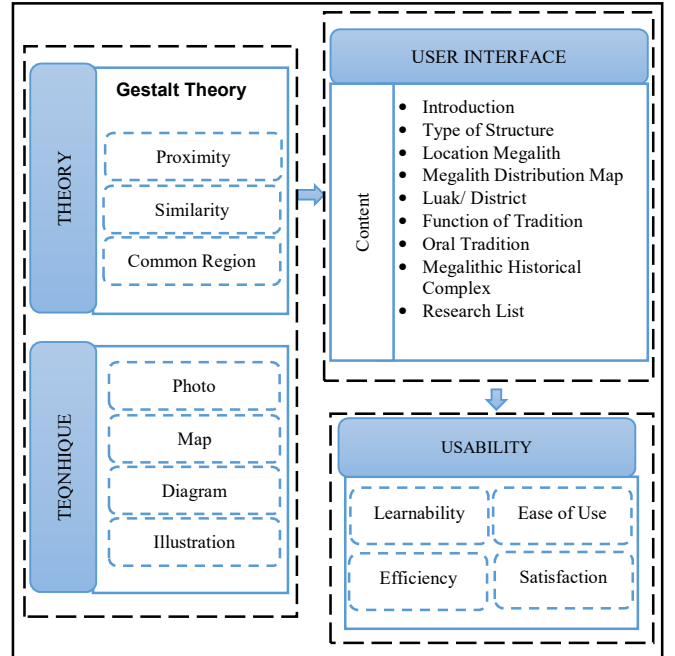 THEORY
Gestalt Theory
Proximity
Similarity
Common Region
TEQNHIQUE
Photo
Map
Diagram
Illustration
USER INTERFACE
Content
• Introduction
• Type of Structure
• Location Megalith
• Megalith Distribution Map
• Luak/ District
• Function of Tradition
• Oral Tradition
• Megalithic Historical
Complex
• Research List
USABILITY
Learnability
Ease of Use
Efficiency
Satisfaction